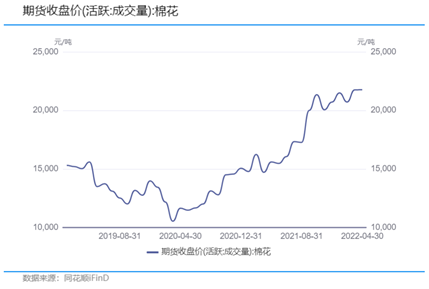 期货收盘价(活跃:成交量):棉花
元/吨 元/吨
25,000 25,000
20,000 20,000
15,000 15,000
10,000 10,000
2019-08-31 2020-04-30 2020-12-31 2021-08-31 2022-04-30
期货收盘价(活跃:成交量):棉花
数据来源：同花顺iFinD